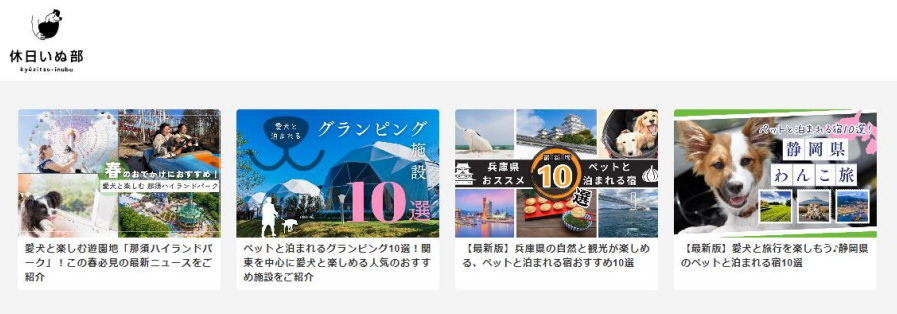 休日いぬ部
kyûzitsu-inubu
春のおでかけにおすすめ！
愛犬と楽しむ 那須ハイランドパーク
愛犬と楽しむ遊園地「那須ハイランドパ
ーク」！この春必見の最新ニュースをご
紹介
愛犬と
泊まれる
グランピング
施設
10選
ペットと泊まれるグランピング10選！関
東を中心に愛犬と楽しめる人気のおすす
め施設をご紹介
兵庫県
おススメ
最新版
10
選
ペットと
泊まれる宿
【最新版】兵庫県の自然と観光が楽しめ
る、ペットと泊まれる宿おすすめ10選
ペットと泊まれる宿10選！
静岡県
わんこ旅
【最新版】愛犬と旅行を楽しもう♪静岡県
のペットと泊まれる宿10選